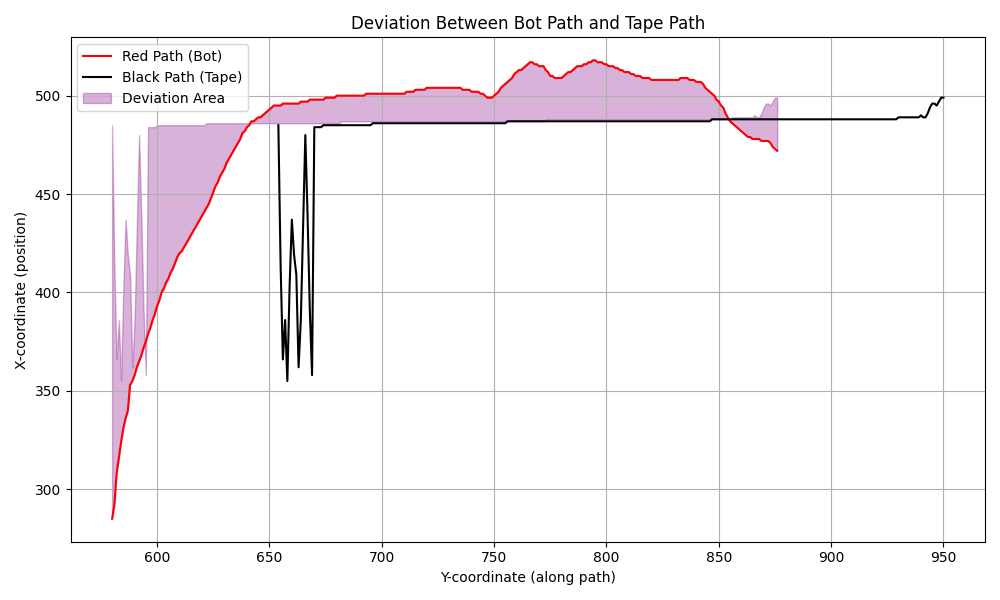 Deviation Between Bot Path and Tape Path
Red Path (Bot)
Black Path (Tape)
Deviation Area
X-coordinate (position)
500
450
400
350
300
600 650 700 750 800 850 900 950
Y-coordinate (along path)